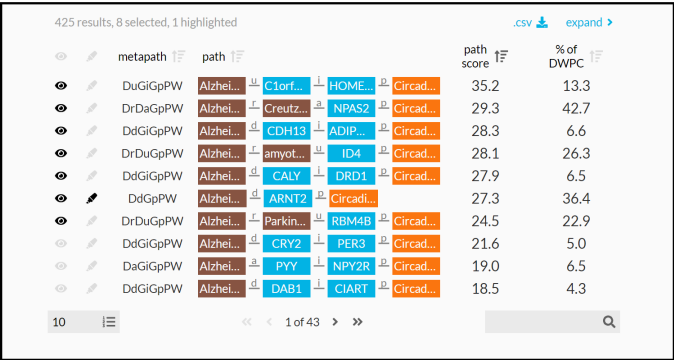 425 results, 8 selected, 1 highlighted .csv expand >
metapath path path score % of DWPC
DuGiGpPW Alzhei... u C1orf... i HOME... p Circad... 35.2 13.3
DrDaGpPW Alzhei... r Creutz... a NPAS2 p Circad... 29.3 42.7
DdGiGpPW Alzhei... d CDH13 i ADIP... p Circad... 28.3 6.6
DrDuGpPW Alzhei... r amyot... u ID4 p Circad... 28.1 26.3
DdGiGpPW Alzhei... d CALY i DRD1 p Circad... 27.9 6.5
DdGpPW Alzhei... d ARNT2 p Circadi... 27.3 36.4
DrDuGpPW Alzhei... r Parkin... u RBM4B p Circad... 24.5 22.9
DdGiGpPW Alzhei... d CRY2 i PER3 p Circad... 21.6 5.0
DaGiGpPW Alzhei... a PYY i NPY2R p Circad... 19.0 6.5
DdGiGpPW Alzhei... d DAB1 i CIART p Circad... 18.5 4.3
10 << < 1 of 43 > >>